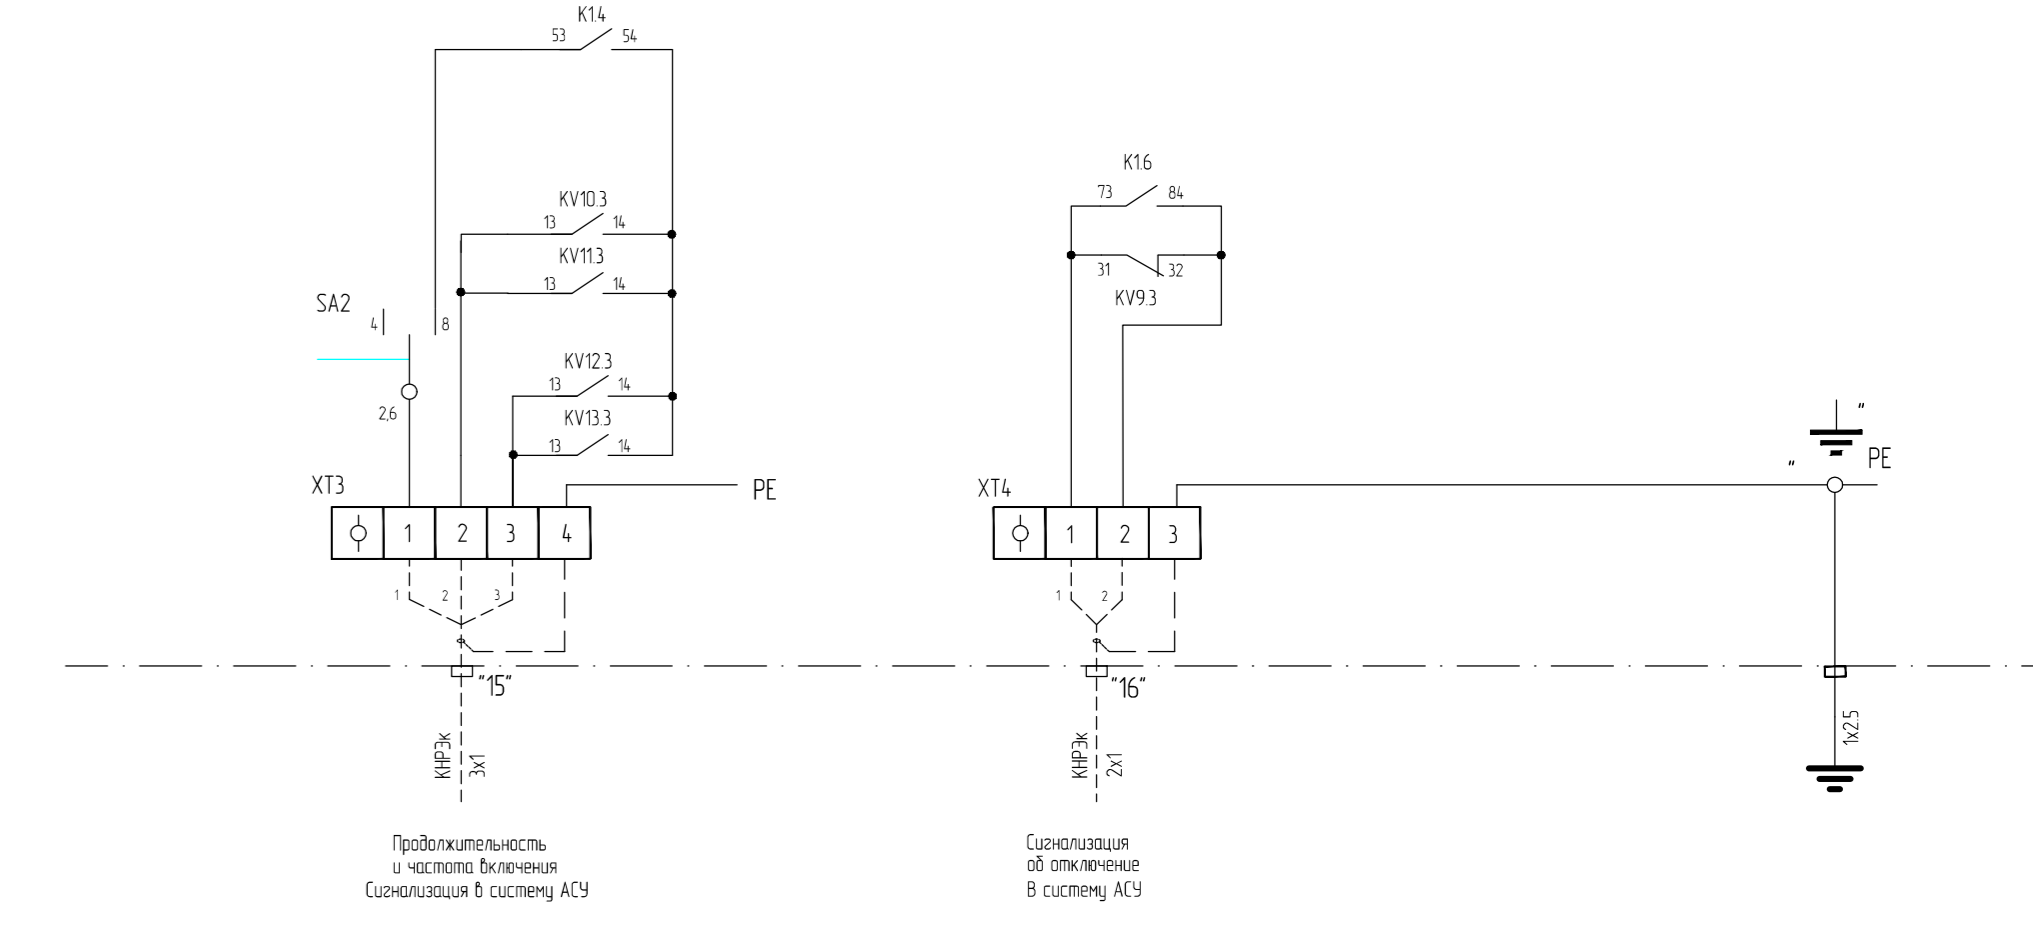 K1.4
53 54
KV10.3
13 14
KV11.3
13 14
SA2
4 8
KV12.3
13 14
2,6
KV13.3
13 14
XT3
PE
1 2 3 4
1 2 3
"15"
КНРЭк
3x1
Продолжительность
и частота включения
Сигнализация в систему АСУ
K1.6
73 84
31 32
KV9.3
XT4
1 2 3
1 2
"16"
КНРЭк
2x1
Сигнализация
об отключение
В систему АСУ
"
" PE
1x2.5